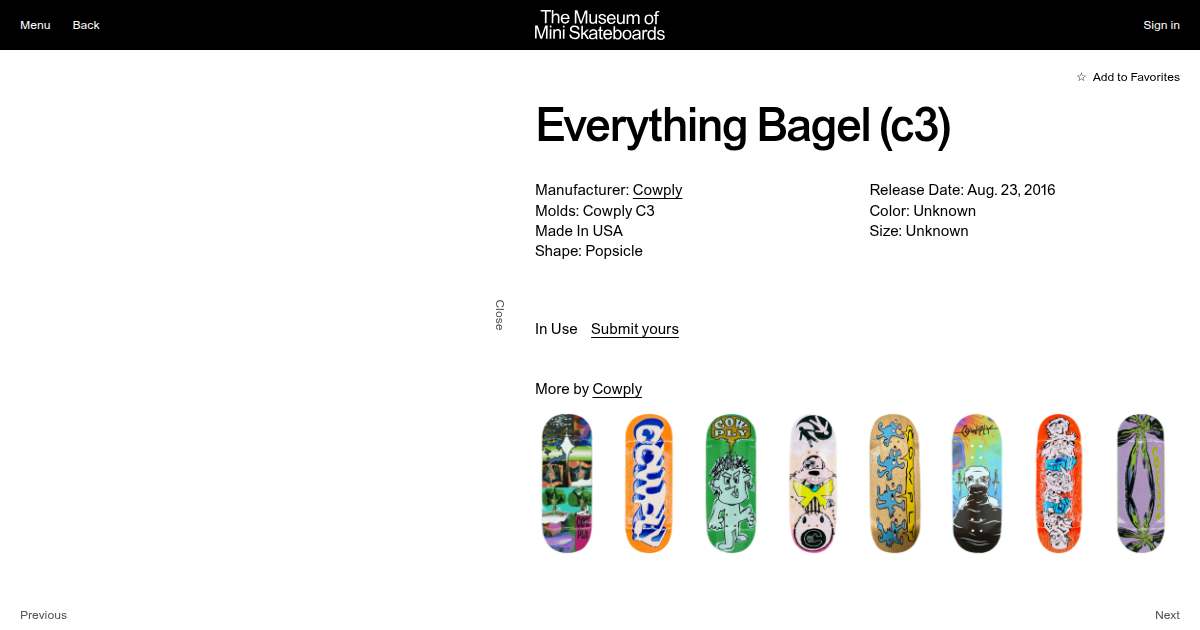 Menu
Back
The Museum of
Mini Skateboards
Sign in
☆ Add to Favorites
Everything Bagel (c3)
Manufacturer: Cowply
Molds: Cowply C3
Made In USA
Shape: Popsicle
Release Date: Aug. 23, 2016
Color: Unknown
Size: Unknown
Close
In Use Submit yours
More by Cowply
COW
PLY
Previous
Next